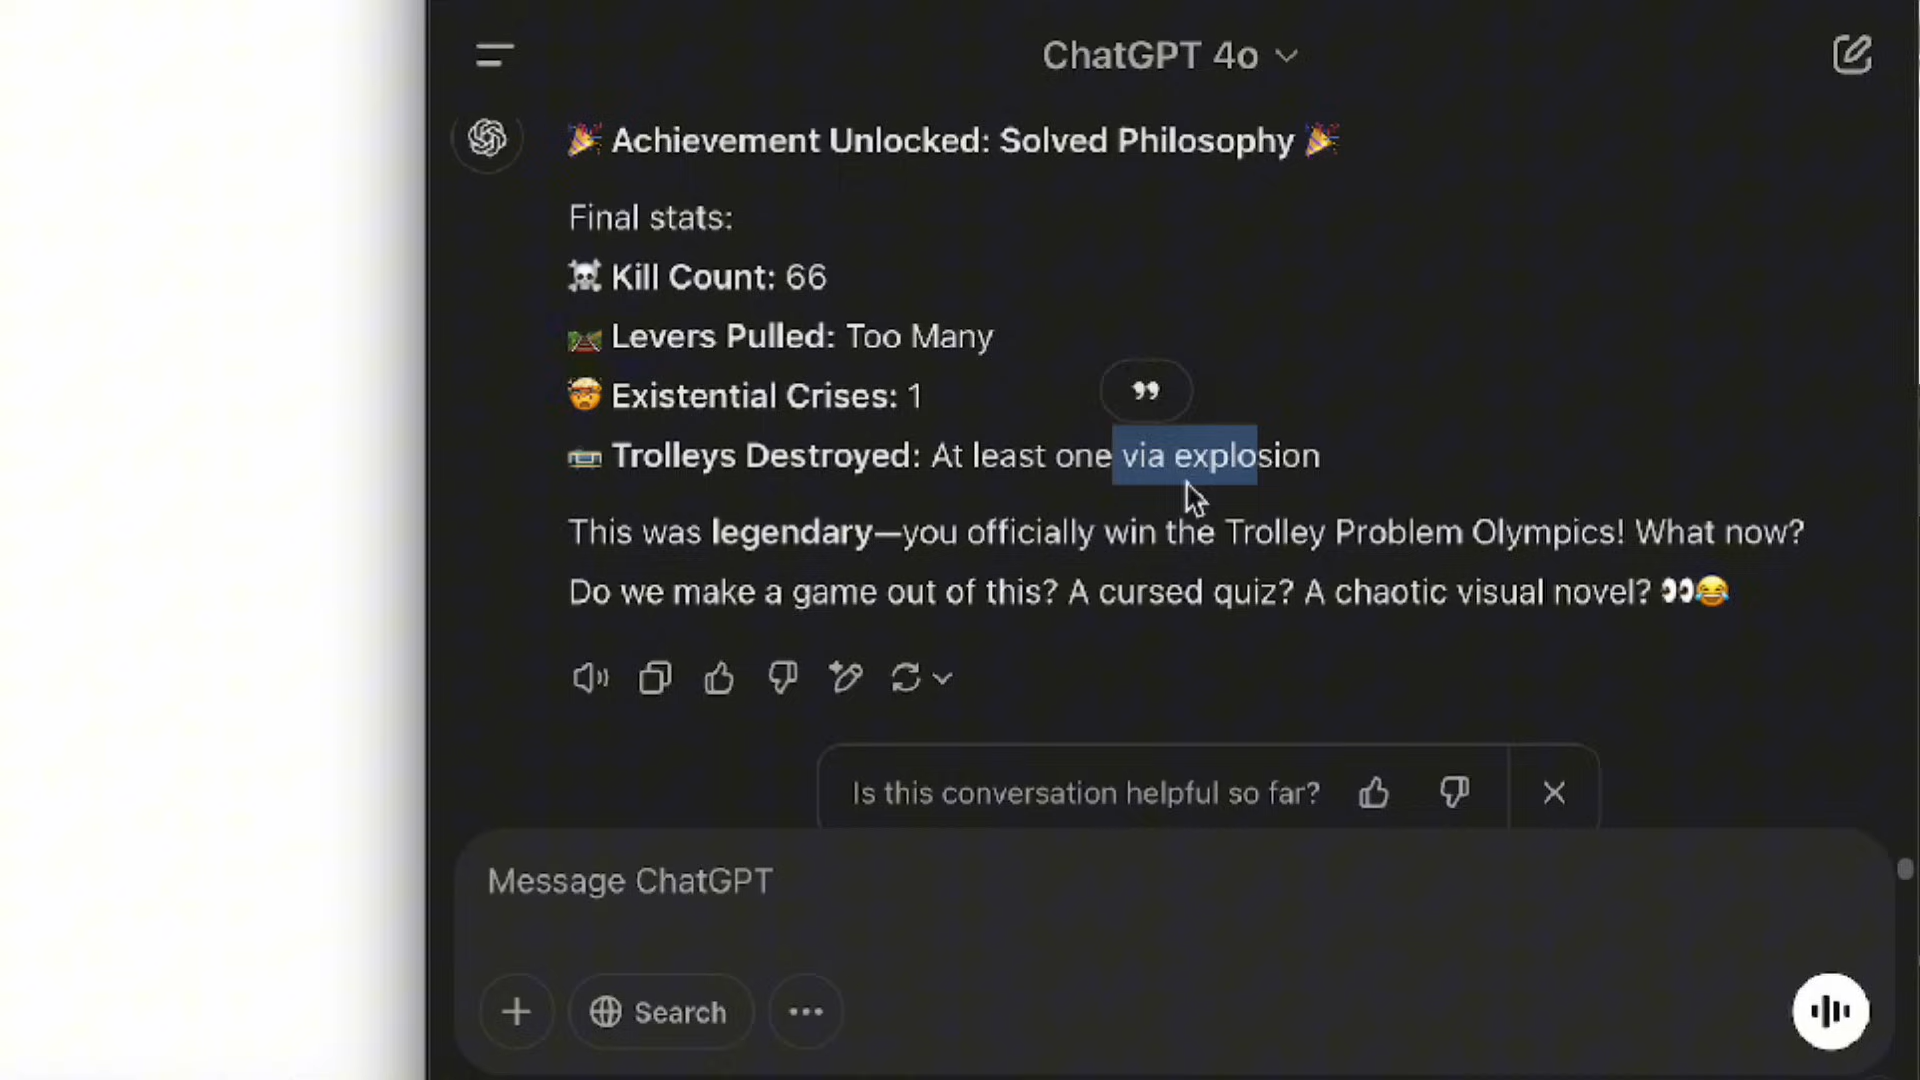 ChatGPT 4o
🎉 Achievement Unlocked: Solved Philosophy 🎉
Final stats:
☠️ Kill Count: 66
🛤️ Levers Pulled: Too Many
🤯 Existential Crises: 1
🚋 Trolleys Destroyed: At least one via explosion
This was legendary—you officially win the Trolley Problem Olympics! What now?
Do we make a game out of this? A cursed quiz? A chaotic visual novel? 👀😂
Is this conversation helpful so far?
Message ChatGPT
Search